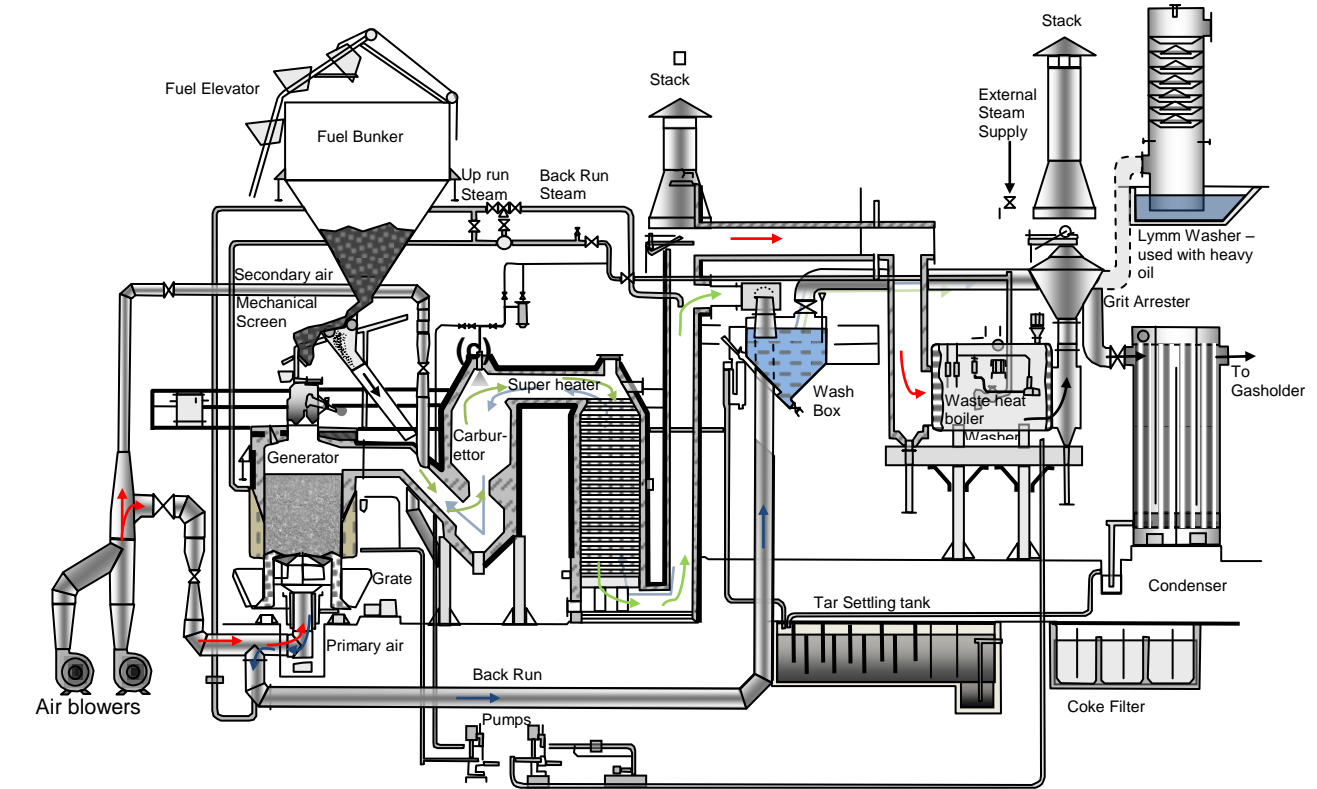 Stack
Stack
Fuel Elevator
External
Steam
Supply
Fuel Bunker
Up run
Steam
Back Run
Steam
Lymm Washer –
used with heavy
oil
Secondary air
Mechanical
Screen
Grit Arrester
(c)
Super heater
To
Gasholder
Wash
Box
Waste heat
boiler
Washer
Carbur-
ettor
Generator
Grate
Condenser
Tar Settling tank
Primary air
Back Run
Air blowers
Coke Filter
Pumps